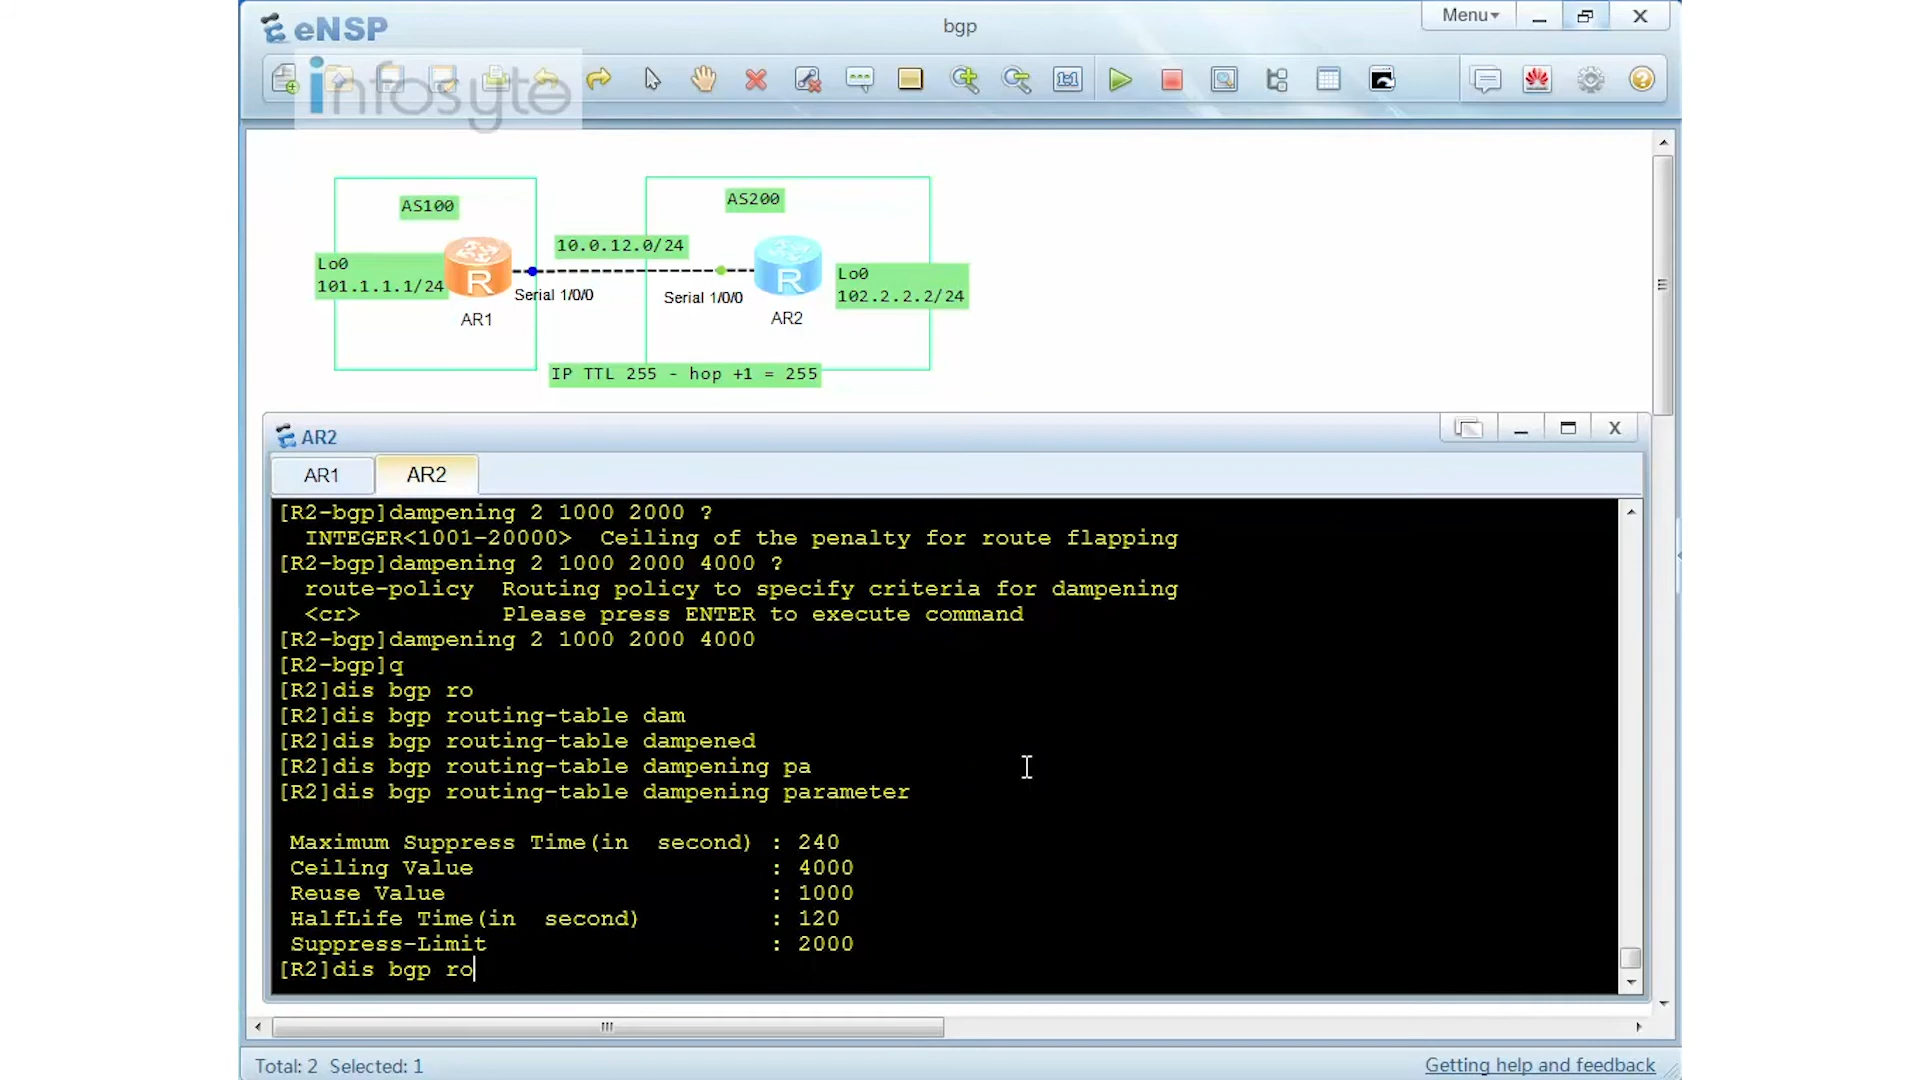 eNSP
bgp
Menu
infosyte
1:1
AS100
AS200
10.0.12.0/24
Lo0
101.1.1.1/24
Lo0
102.2.2.2/24
R
R
Serial 1/0/0
Serial 1/0/0
AR1
AR2
IP TTL 255 - hop +1 = 255
AR2
AR1
AR2
[R2-bgp]dampening 2 1000 2000 ?
INTEGER<1001-20000>  Ceiling of the penalty for route flapping
[R2-bgp]dampening 2 1000 2000 4000 ?
route-policy  Routing policy to specify criteria for dampening
<cr>          Please press ENTER to execute command
[R2-bgp]dampening 2 1000 2000 4000
[R2-bgp]q
[R2]dis bgp ro
[R2]dis bgp routing-table dam
[R2]dis bgp routing-table dampened
[R2]dis bgp routing-table dampening pa
[R2]dis bgp routing-table dampening parameter
Maximum Suppress Time(in  second) : 240
Ceiling Value                     : 4000
Reuse Value                       : 1000
HalfLife Time(in  second)         : 120
Suppress-Limit                    : 2000
[R2]dis bgp ro
Total: 2 Selected: 1
Getting help and feedback